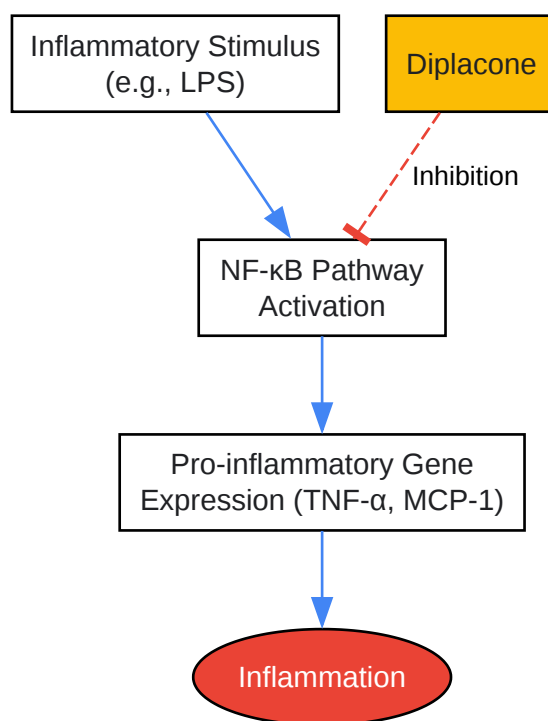 Inflammatory Stimulus
(e.g., LPS)
Diplacone
Inhibition
NF-κB Pathway
Activation
Pro-inflammatory Gene
Expression (TNF-α, MCP-1)
Inflammation